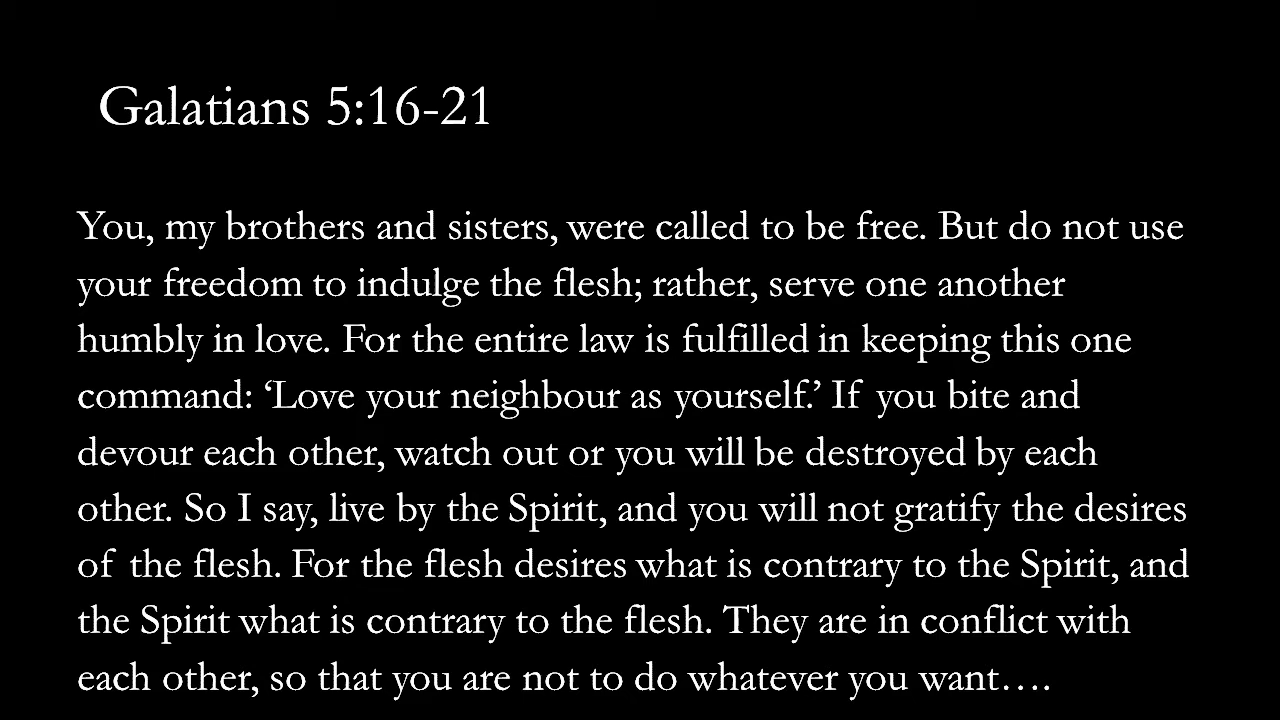 Galatians 5:16-21
You, my brothers and sisters, were called to be free. But do not use
your freedom to indulge the flesh; rather, serve one another
humbly in love. For the entire law is fulfilled in keeping this one
command: ‘Love your neighbour as yourself.’ If you bite and
devour each other, watch out or you will be destroyed by each
other. So I say, live by the Spirit, and you will not gratify the desires
of the flesh. For the flesh desires what is contrary to the Spirit, and
the Spirit what is contrary to the flesh. They are in conflict with
each other, so that you are not to do whatever you want….